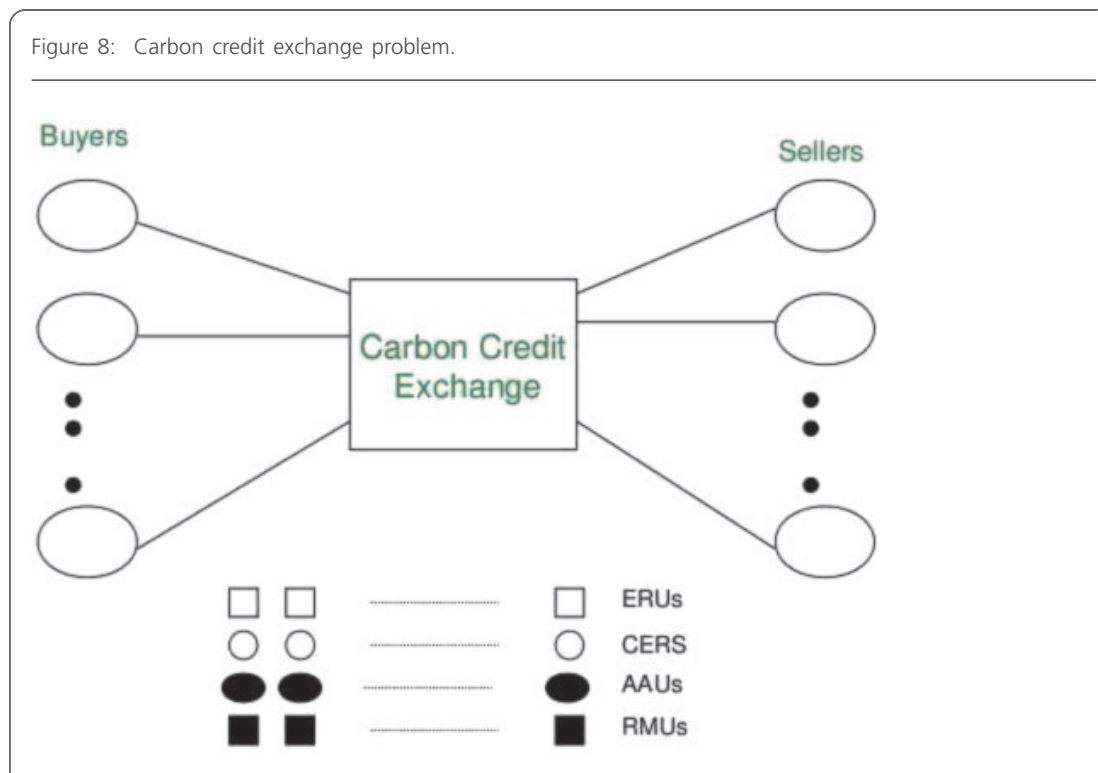 Figure 8: Carbon credit exchange problem.
Buyers
Sellers
Carbon Credit
Exchange
ERUs
CERS
AAUs
RMUs